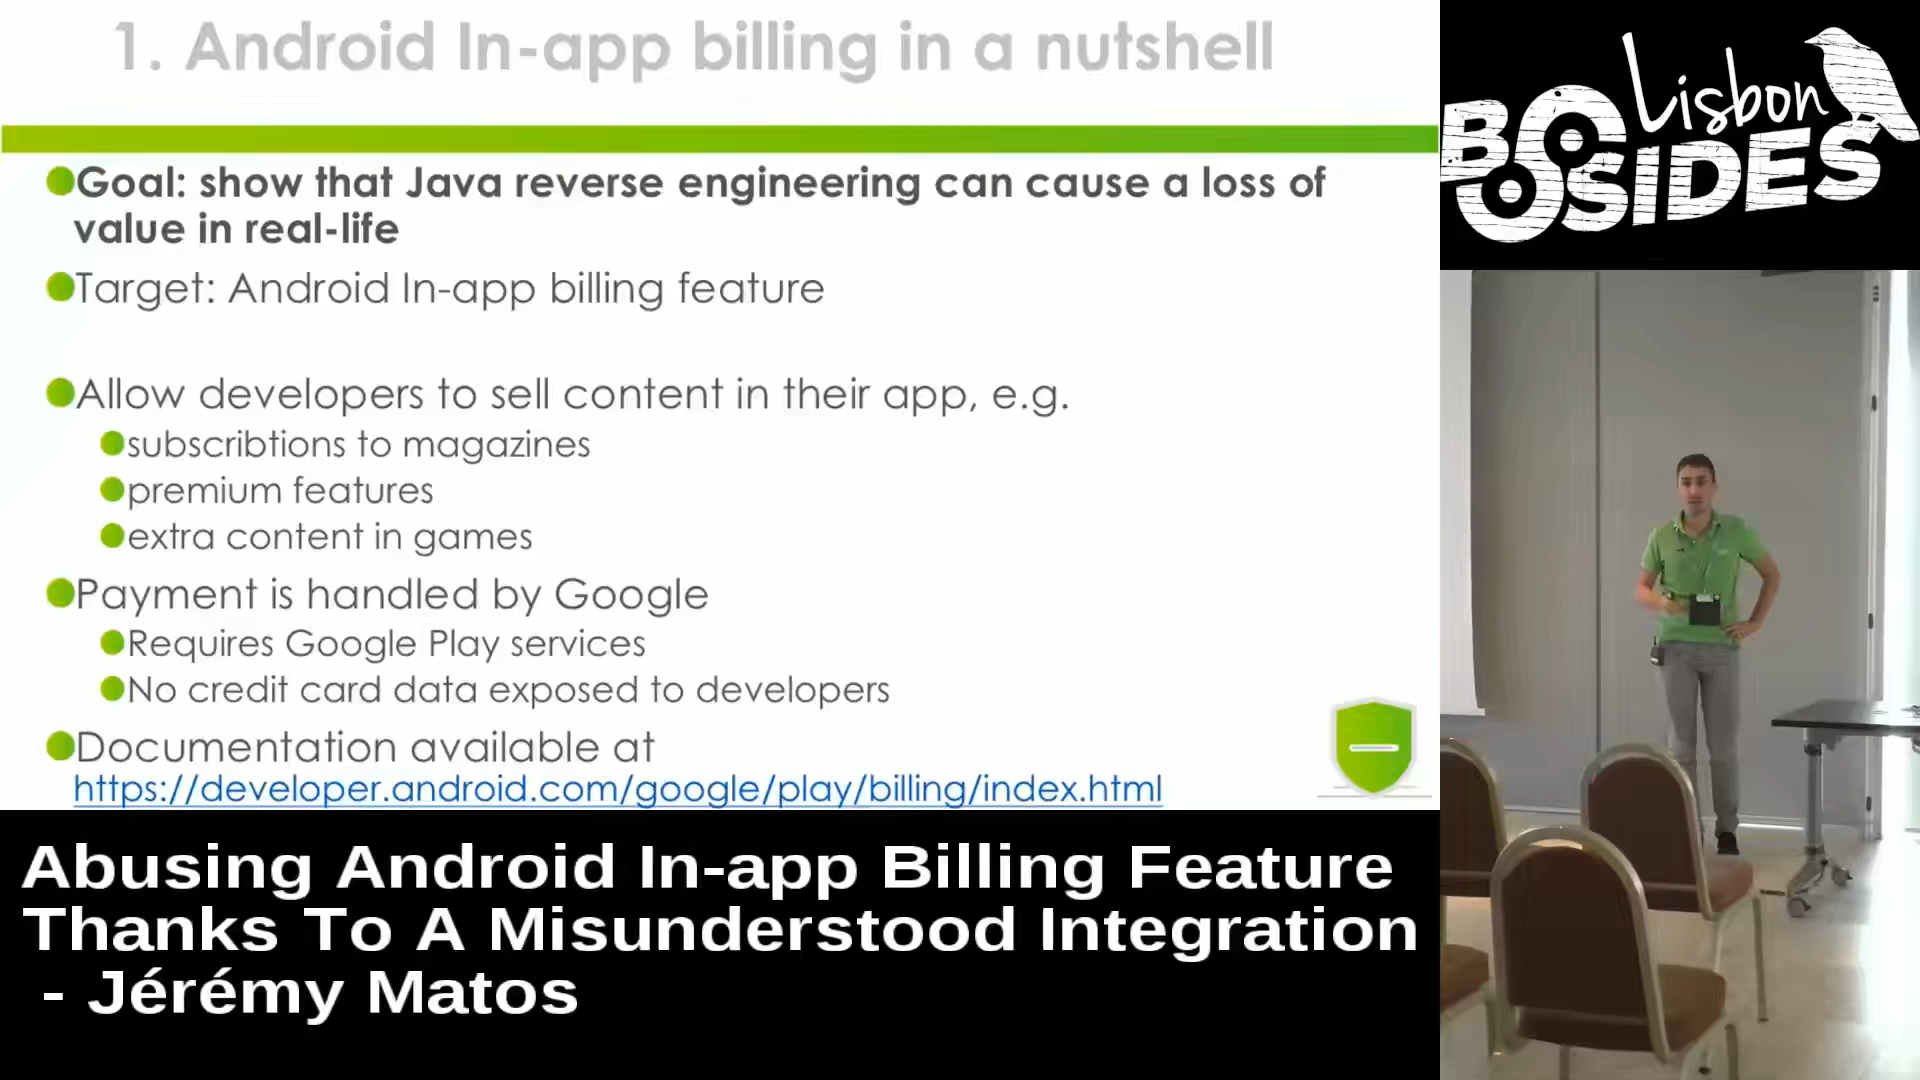 1. Android In-app billing in a nutshell
Goal: show that Java reverse engineering can cause a loss of
value in real-life
Target: Android In-app billing feature
Allow developers to sell content in their app, e.g.
subscribtions to magazines
premium features
extra content in games
Payment is handled by Google
Requires Google Play services
No credit card data exposed to developers
Documentation available at
https://developer.android.com/google/play/billing/index.html
Lisbon
BSIDES
Abusing Android In-app Billing Feature
Thanks To A Misunderstood Integration
- Jérémy Matos